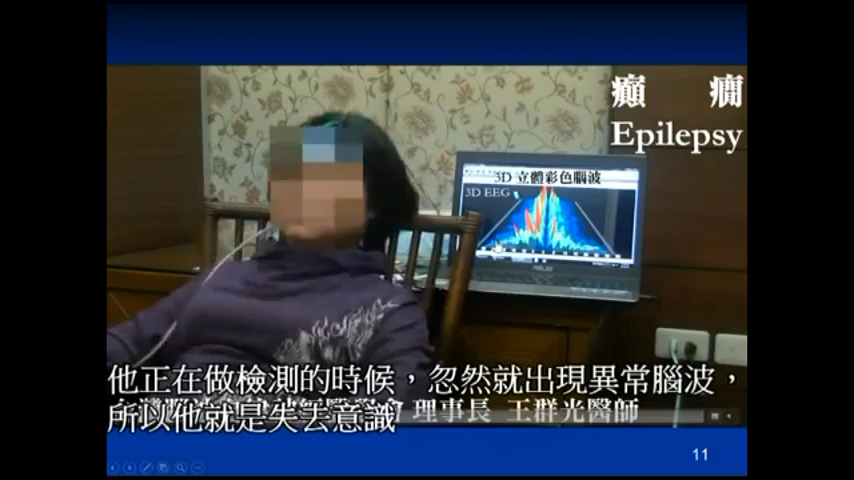 癲 癇
Epilepsy
3D 立體彩色腦波
3D EEG
ASUS
他正在做檢測的時候，忽然就出現異常腦波，
理事長 王群光醫師
所以他就是失去意識
11